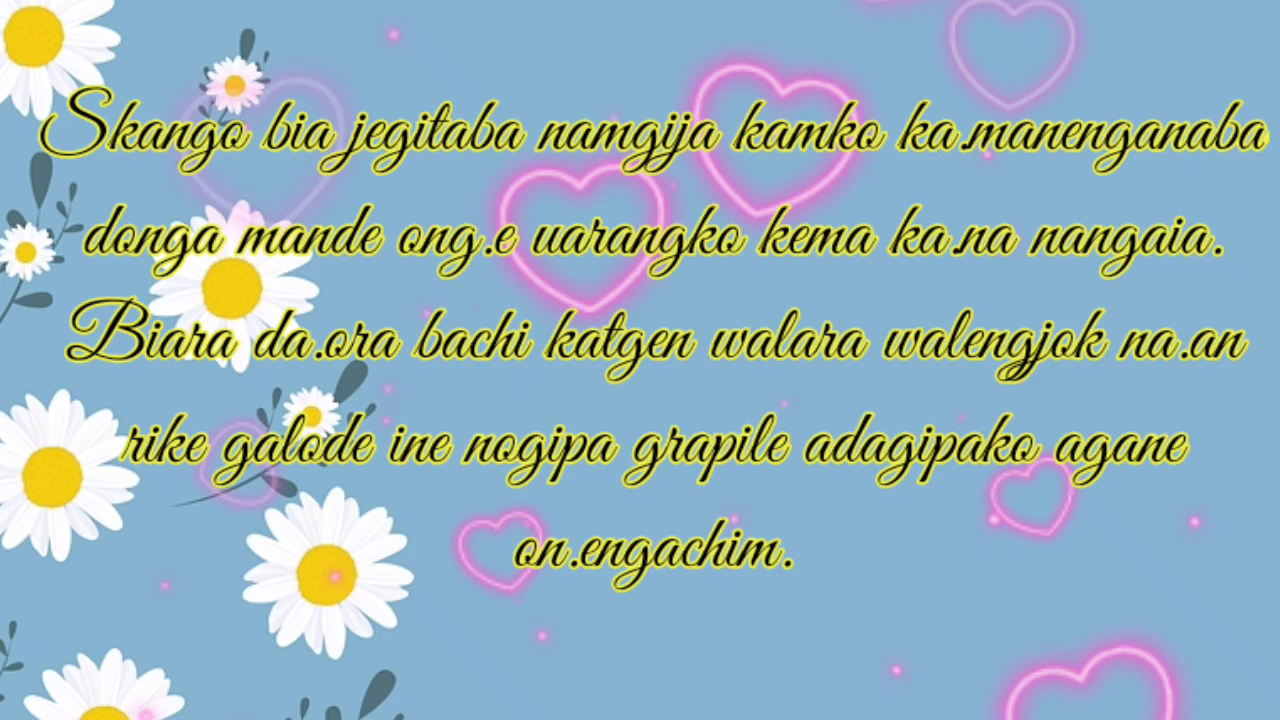 Skango bia jegitaba namgija kamko ka.manenganaba
donga mande ong.e uarangko kema ka.na nangaia.
Biara da.ora bachi katgen walara walengjok na.an
rike galode ine nogipa grapile adagipako agane
on.engachim.